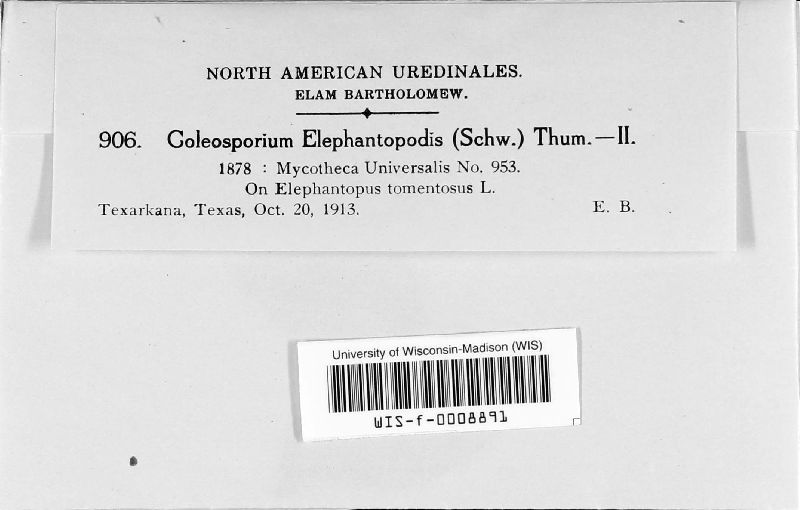 NORTH AMERICAN UREDINALES.
ELAM BARTHOLOMEW.
906. Coleosporium Elephantopodis (Schw.) Thum.—II.
1878 : Mycotheca Universalis No. 953.
On Elephantopus tomentosus L.
Texarkana, Texas, Oct. 20, 1913. E. B.
University of Wisconsin-Madison (WIS)
WIS-f-0008891